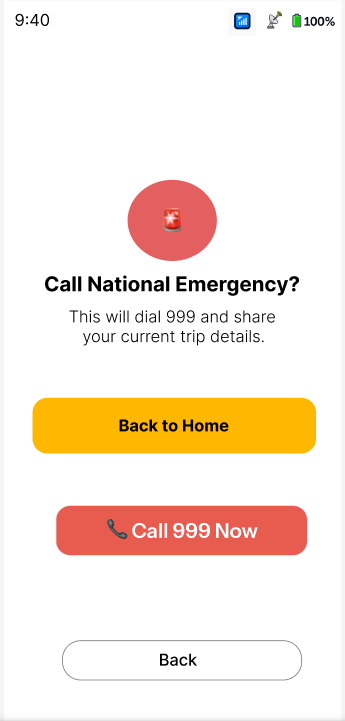 9:40
100%
Call National Emergency?
This will dial 999 and share
your current trip details.
Back to Home
Call 999 Now
Back